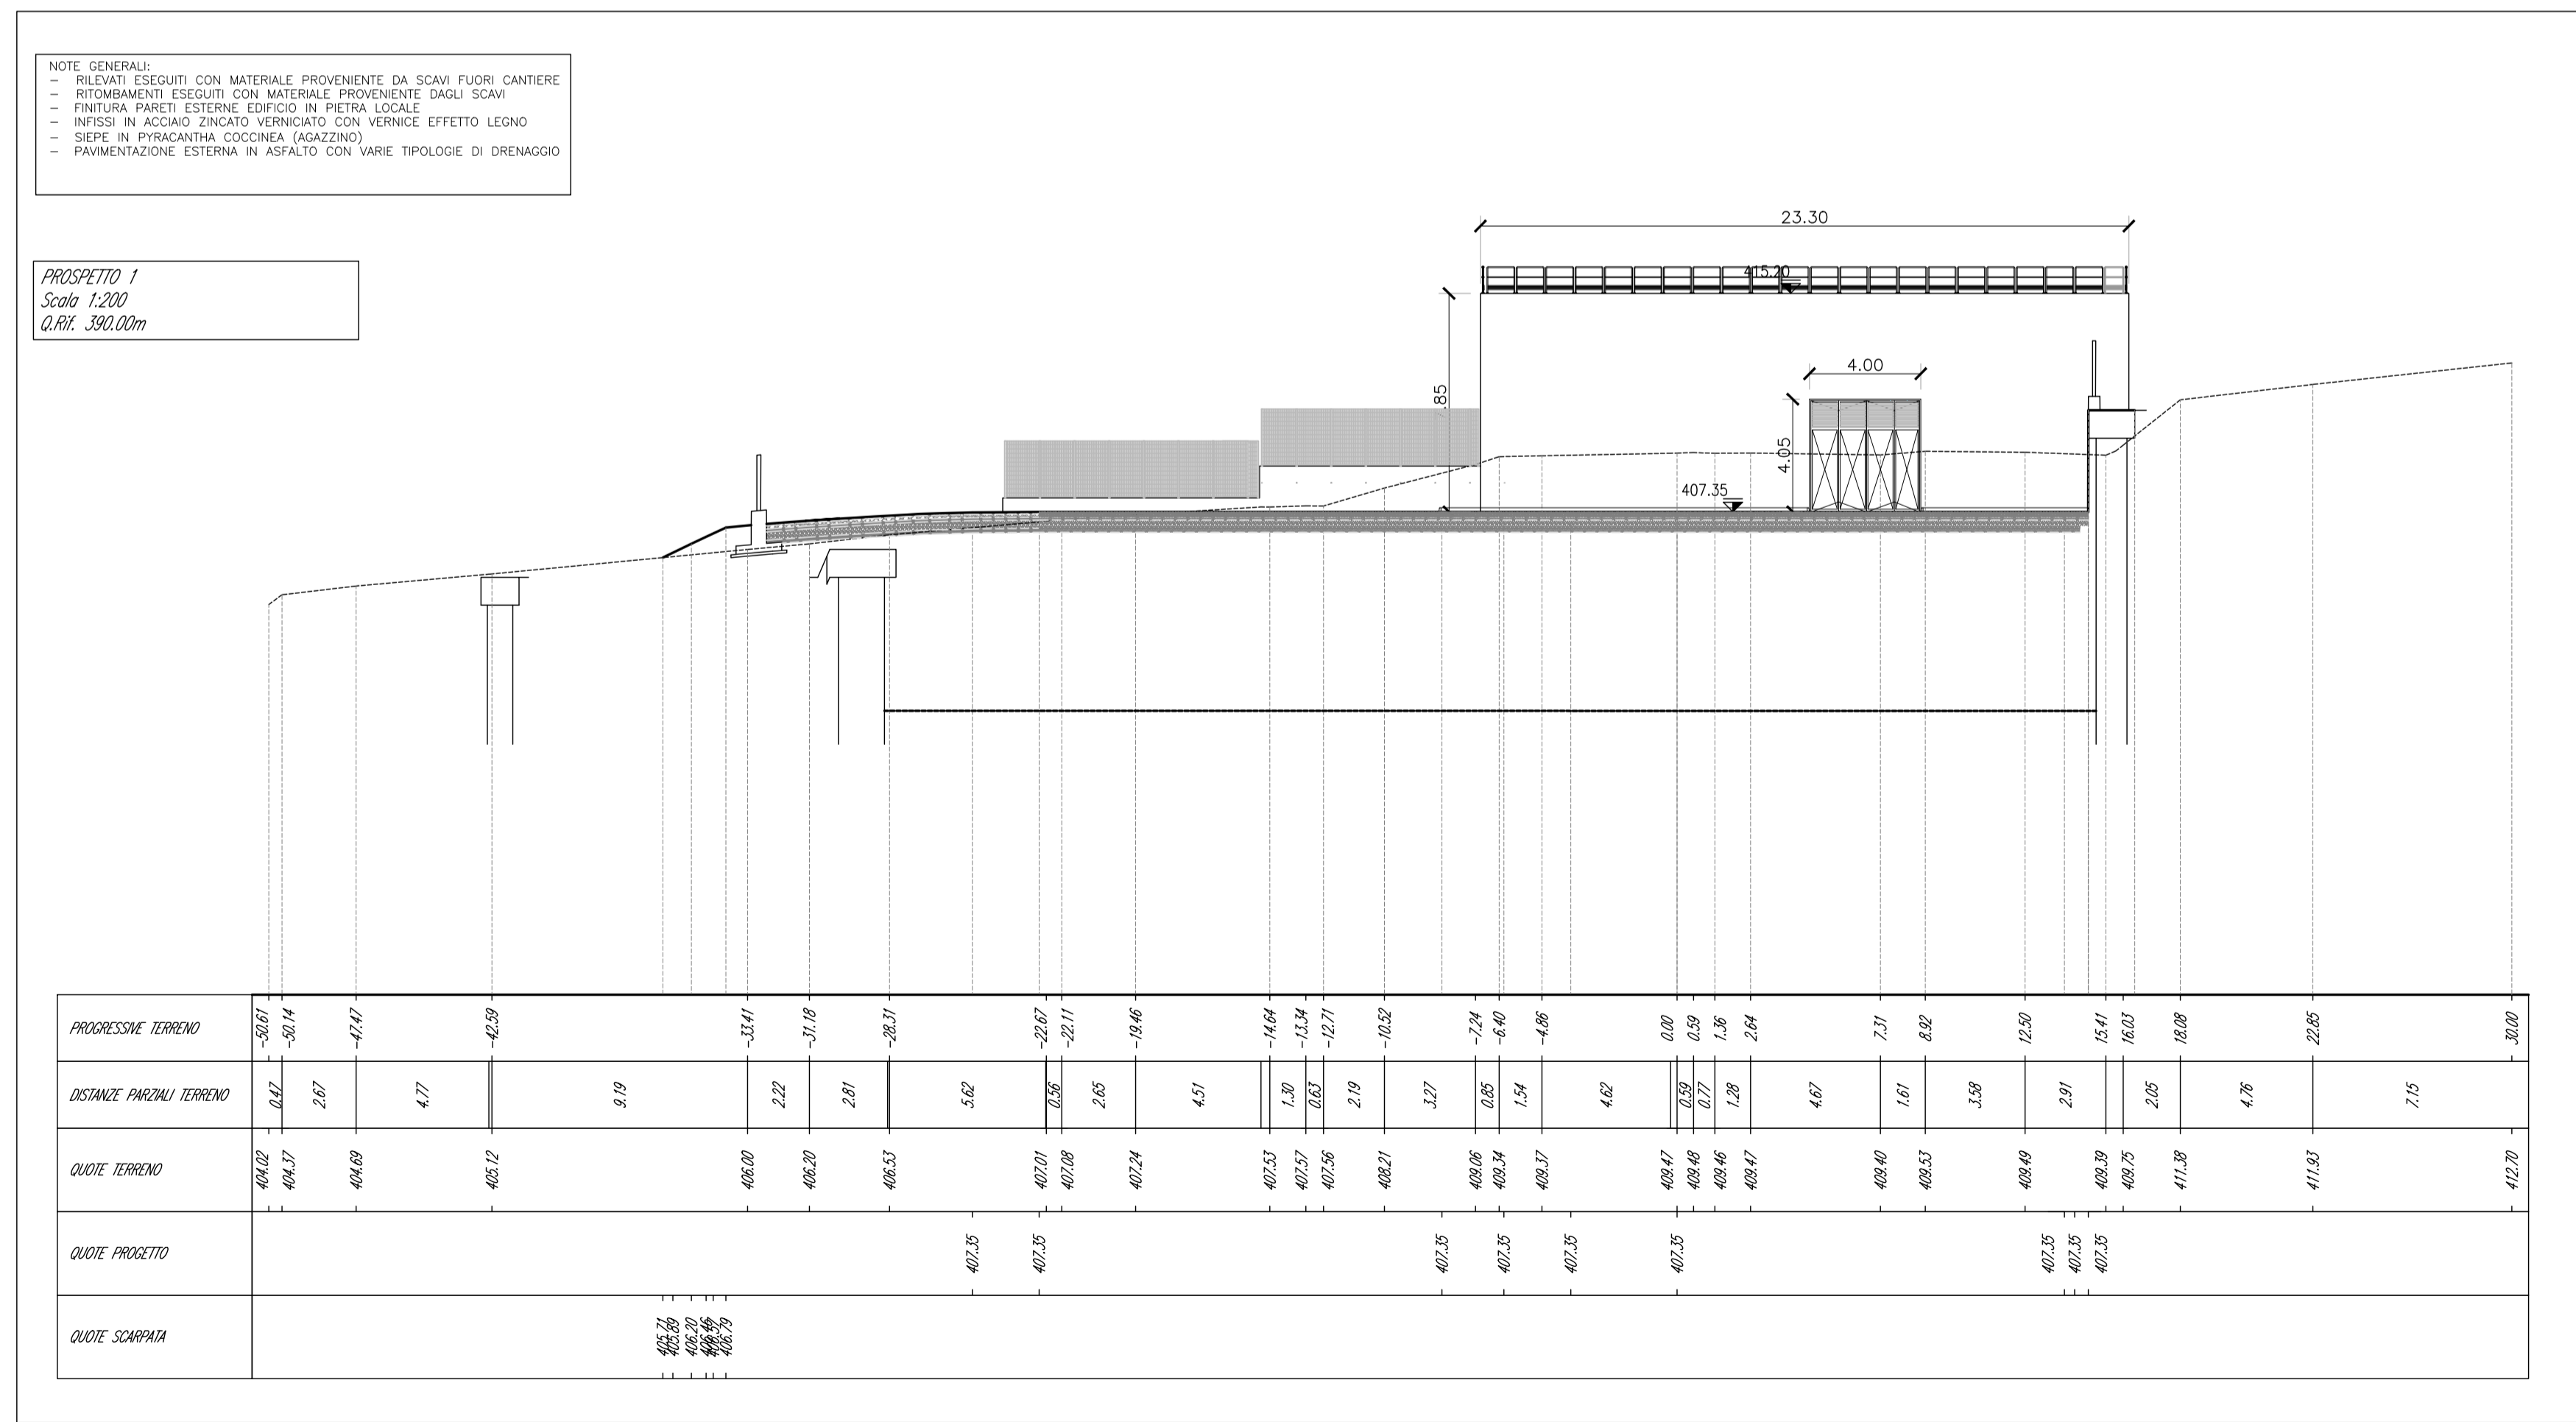 NOTE GENERALI:
- RILEVATI ESEGUITI CON MATERIALE PROVENIENTE DA SCAVI FUORI CANTIERE
- RITOMBAMENTI ESEGUITI CON MATERIALE PROVENIENTE DAGLI SCAVI
- FINITURA PARETI ESTERNE EDIFICIO IN PIETRA LOCALE
- INFISSI IN ACCIAIO ZINCATO VERNICIATO CON VERNICE EFFETTO LEGNO
- SIEPE IN PYRACANTHA COCCINEA (AGAZZINO)
- PAVIMENTAZIONE ESTERNA IN ASFALTO CON VARIE TIPOLOGIE DI DRENAGGIO
PROSPETTO 1
Scala 1:200
Q.Rif. 390.00m
23.30
415.20
4.00
.85
4.05
407.35
PROGRESSIVE TERRENO -50.61 -50.14 -47.47 -42.59 -33.41 -31.18 -28.31 -22.67 -22.11 -19.46 -14.64 -13.34 -12.71 -10.52 -7.24 -6.40 -4.86 0.00 0.59 1.36 2.64 7.31 8.92 12.50 15.41 16.03 18.08 22.85 30.00
DISTANZE PARZIALI TERRENO 0.47 2.67 4.77 9.19 2.22 2.81 5.62 0.56 2.65 4.51 1.30 0.63 2.19 3.27 0.85 1.54 4.62 0.59 0.77 1.28 4.67 1.61 3.58 2.91 2.05 4.76 7.15
QUOTE TERRENO 404.02 404.37 404.69 405.12 406.00 406.20 406.53 407.01 407.08 407.24 407.53 407.57 407.56 408.21 409.06 409.34 409.37 409.47 409.48 409.46 409.47 409.40 409.53 409.49 409.39 409.75 411.38 411.93 412.70
QUOTE PROGETTO 407.35 407.35 407.35 407.35 407.35 407.35 407.35 407.35 407.35
QUOTE SCARPATA 405.71 405.89 406.20 406.46 406.79